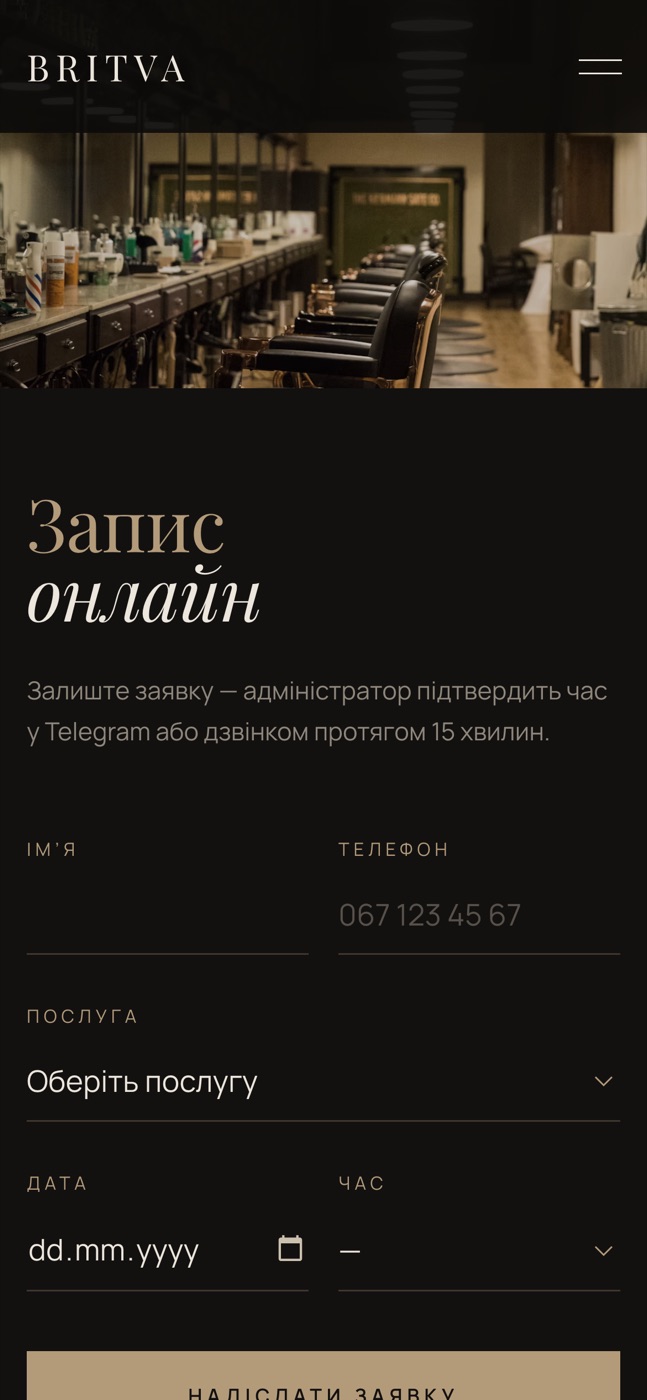 BRITVA
Запис
онлайн
Залиште заявку — адміністратор підтвердить час
у Telegram або дзвінком протягом 15 хвилин.
ІМ'Я
ТЕЛЕФОН
067 123 45 67
ПОСЛУГА
Оберіть послугу
ДАТА
ЧАС
dd.mm.yyyy
—
НАДІСЛАТИ ЗАЯВКУ